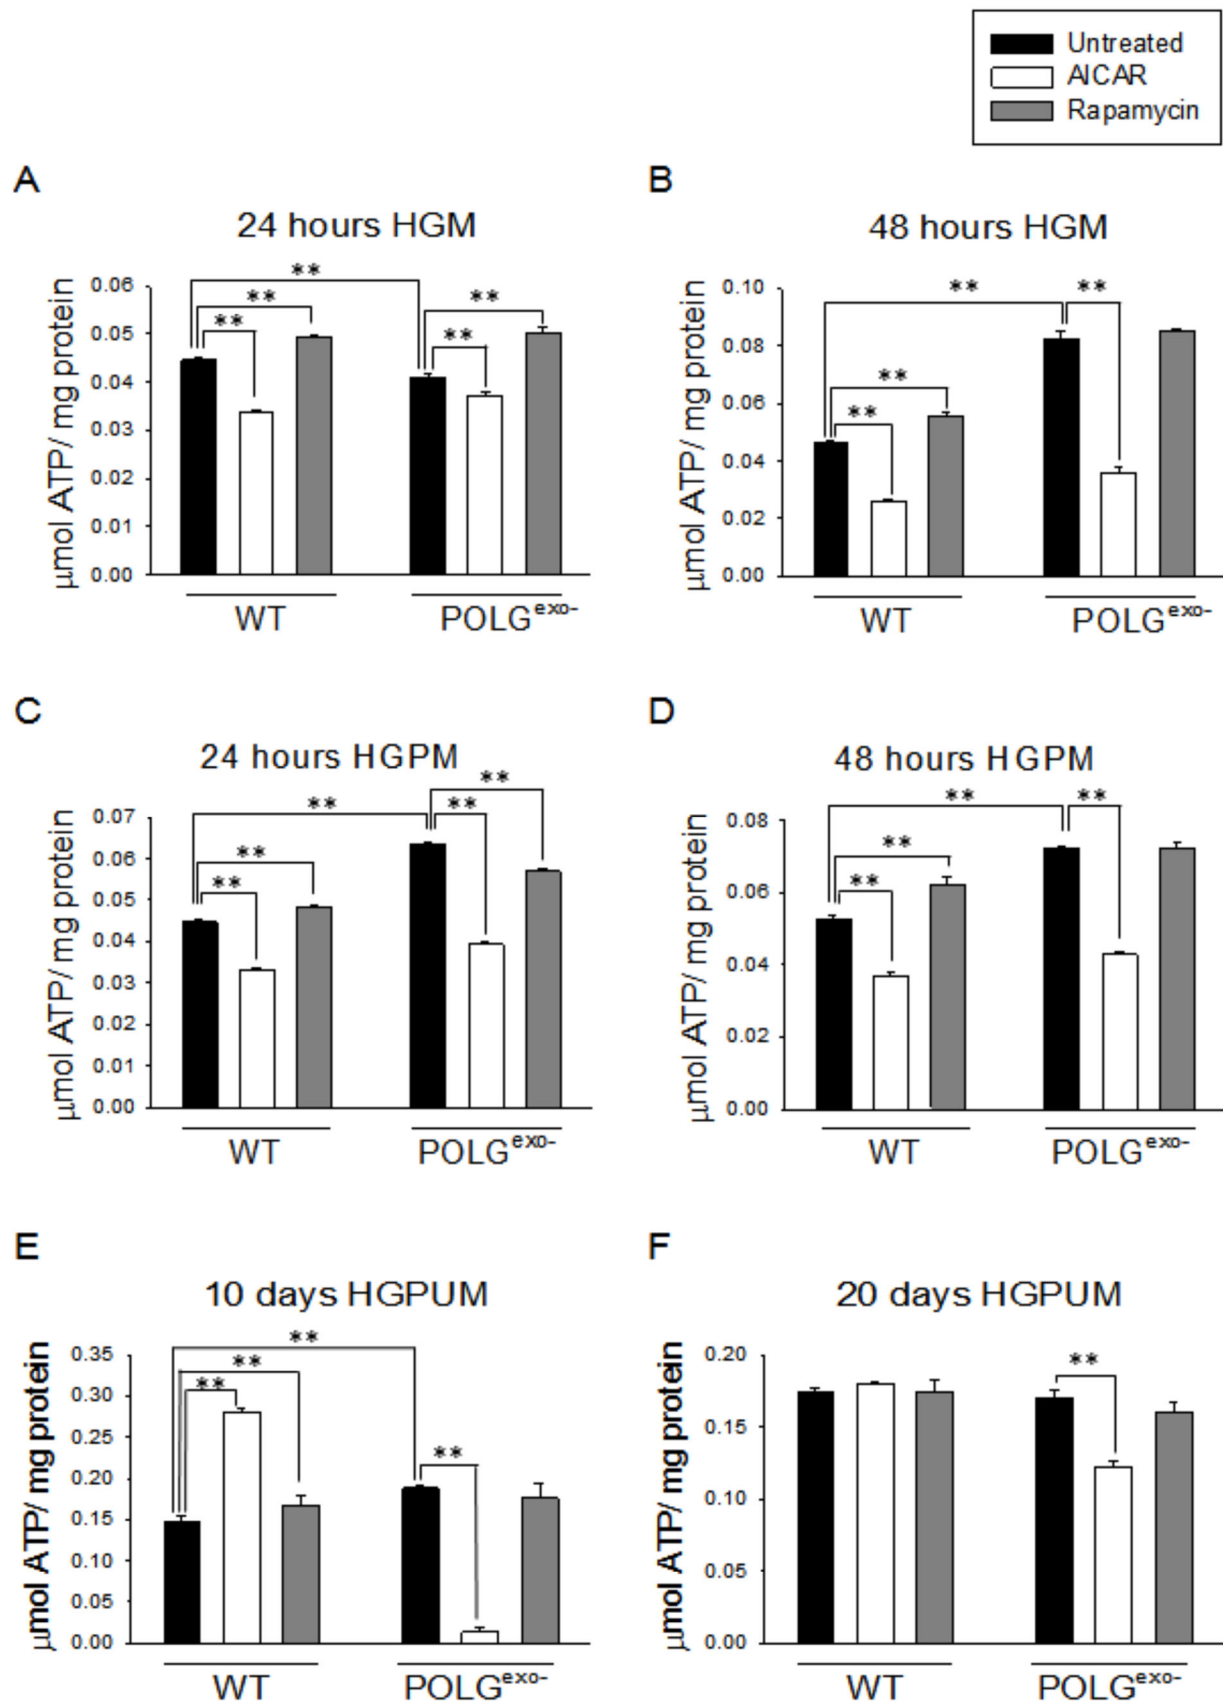 Untreated
AICAR
Rapamycin
A
24 hours HGM
μmol ATP/ mg protein
0.06
0.05
0.04
0.03
0.02
0.01
0.00
**
**
**
**
**
WT
POLGexo-
B
48 hours HGM
μmol ATP/ mg protein
0.10
0.08
0.06
0.04
0.02
0.00
**
**
**
**
WT
POLGexo-
C
24 hours HGPM
μmol ATP/ mg protein
0.07
0.06
0.05
0.04
0.03
0.02
0.01
0.00
**
**
**
**
**
WT
POLGexo-
D
48 hours HGPM
μmol ATP/ mg protein
0.08
0.06
0.04
0.02
0.00
**
**
**
**
WT
POLGexo-
E
10 days HGPUM
μmol ATP/ mg protein
0.35
0.30
0.25
0.20
0.15
0.10
0.05
0.00
**
**
**
**
WT
POLGexo-
F
20 days HGPUM
μmol ATP/ mg protein
0.20
0.15
0.10
0.05
0.00
**
WT
POLGexo-